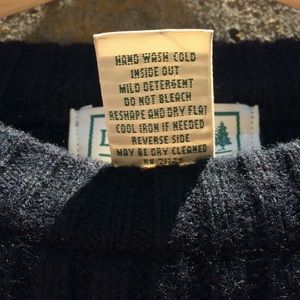 HAND WASH COLD
INSIDE OUT
MILD DETERGENT
DO NOT BLEACH
RESHAPE AND DRY FLAT
COOL IRON IF NEEDED
REVERSE SIDE
MAY BE DRY CLEANED
RN